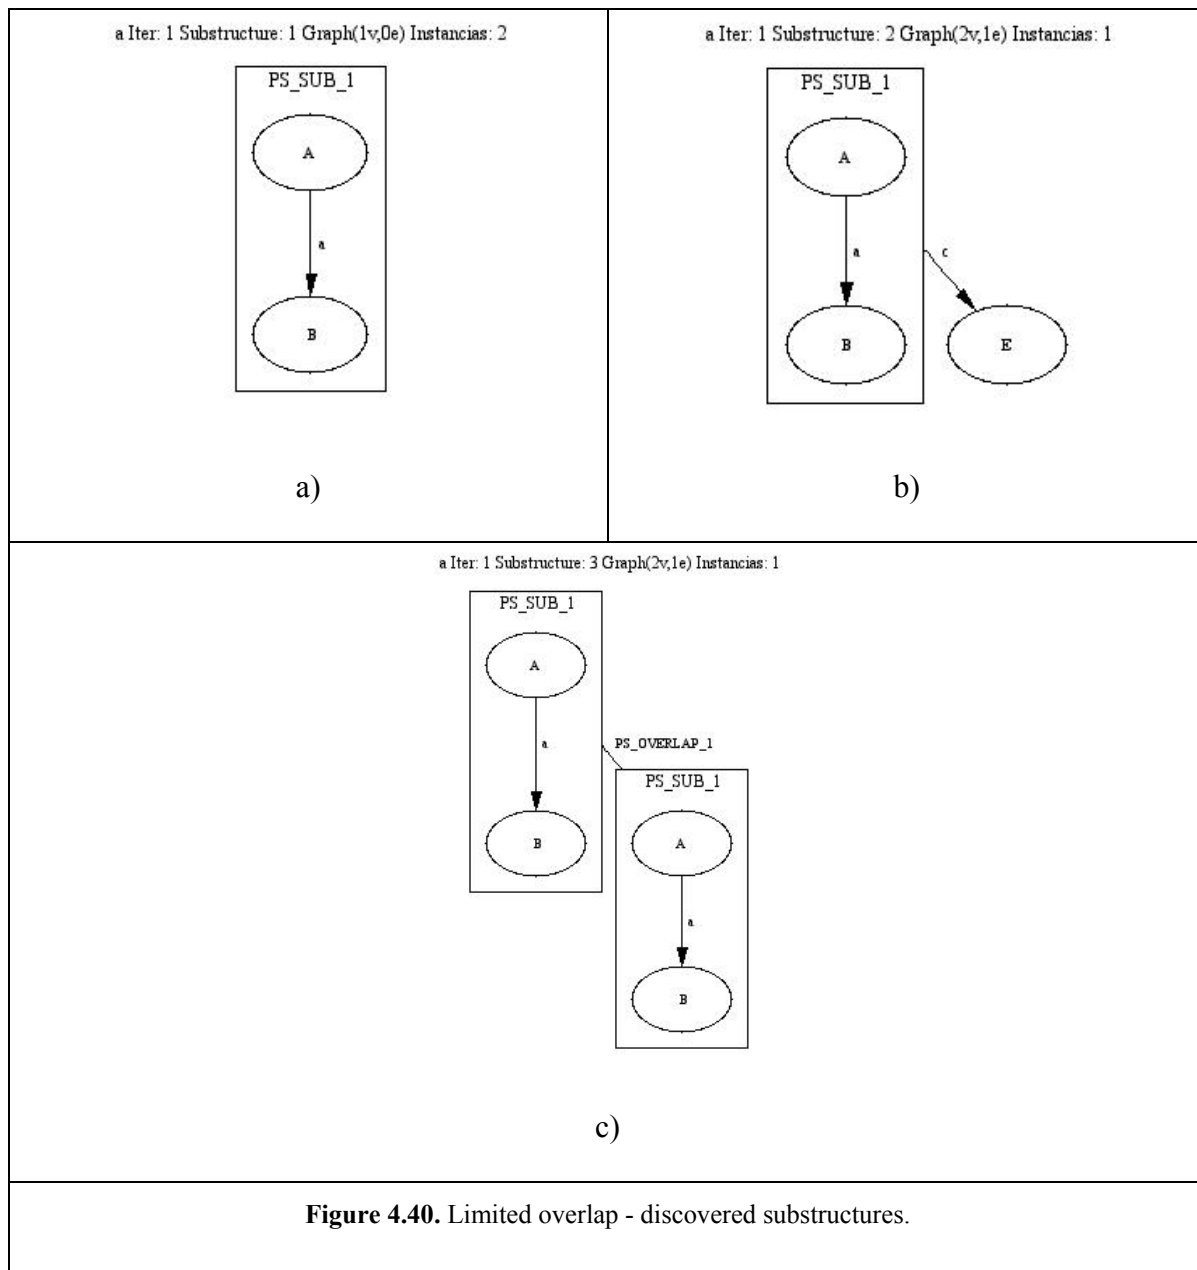 a Iter: 1 Substructure: 1 Graph(1v,0e) Instancias: 2
PS_SUB_1
A
a
B
a)
a Iter: 1 Substructure: 2 Graph(2v,1e) Instancias: 1
PS_SUB_1
A
a
c
B
E
b)
a Iter: 1 Substructure: 3 Graph(2v,1e) Instancias: 1
PS_SUB_1
A
a
PS_OVERLAP_1
PS_SUB_1
B
A
a
B
c)
Figure 4.40. Limited overlap - discovered substructures.